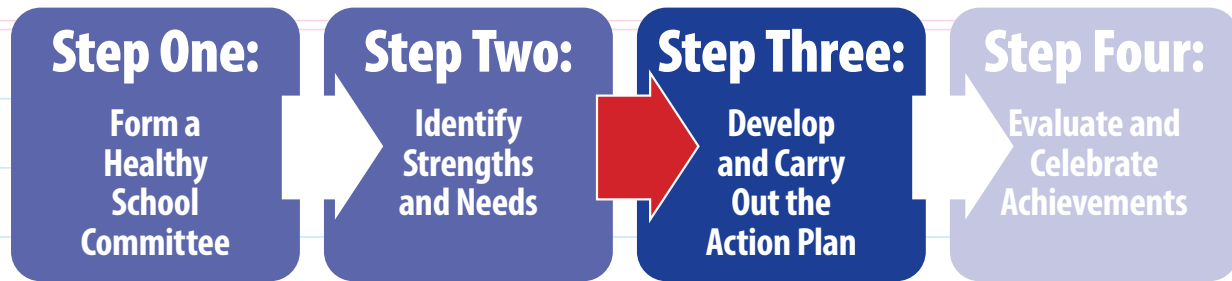 Step One:
Form a
Healthy
School
Committee
Step Two:
Identify
Strengths
and Needs
Step Three:
Develop
and Carry
Out the
Action Plan
Step Four:
Evaluate and
Celebrate
Achievements